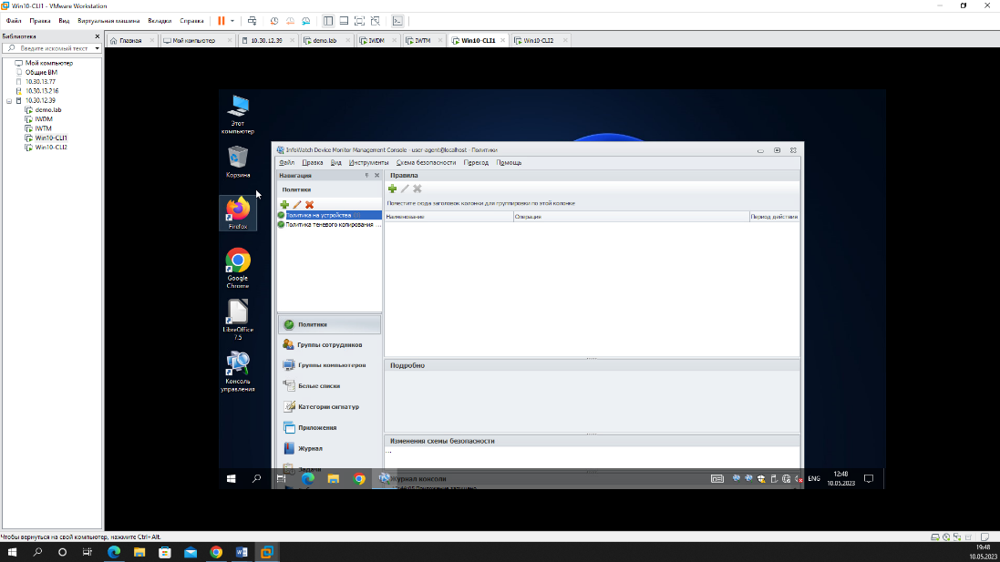 Win10-CLI1 - VMware Workstation
Файл Правка Вид Виртуальная машина Вкладки Справка
Библиотека
Введите искомый текст
Главная
Мой компьютер
10.30.12.39
demo.lab
IWDM
IWTM
Win10-CLI1
Win10-CLI2
Мой компьютер
Общие ВМ
10.30.13.77
10.30.13.216
10.30.12.39
demo.lab
IWDM
IWTM
Win10-CLI1
Win10-CLI2
Этот
компьютер
Корзина
Firefox
Google
Chrome
LibreOffice
7.5
Консоль
управления
InfoWatch Device Monitor Management Console - user-agent@localhost - Политики
Файл Правка Вид Инструменты Схема безопасности Переход Помощь
Навигация
Политики
Политика на устройства
Политика теневого копирования ...
Политики
Группы сотрудников
Группы компьютеров
Белые списки
Категории сигнатур
Приложения
Журнал
Задачи
Правила
Поместите сюда заголовок колонки для группировки по этой колонке
Наименование Операция Период действия
Подробно
Изменения схемы безопасности
...
Журнал консоли
ENG
12:48
10.05.2023
Чтобы вернуться на свой компьютер, нажмите Ctrl+Alt.
19:48
10.05.2023